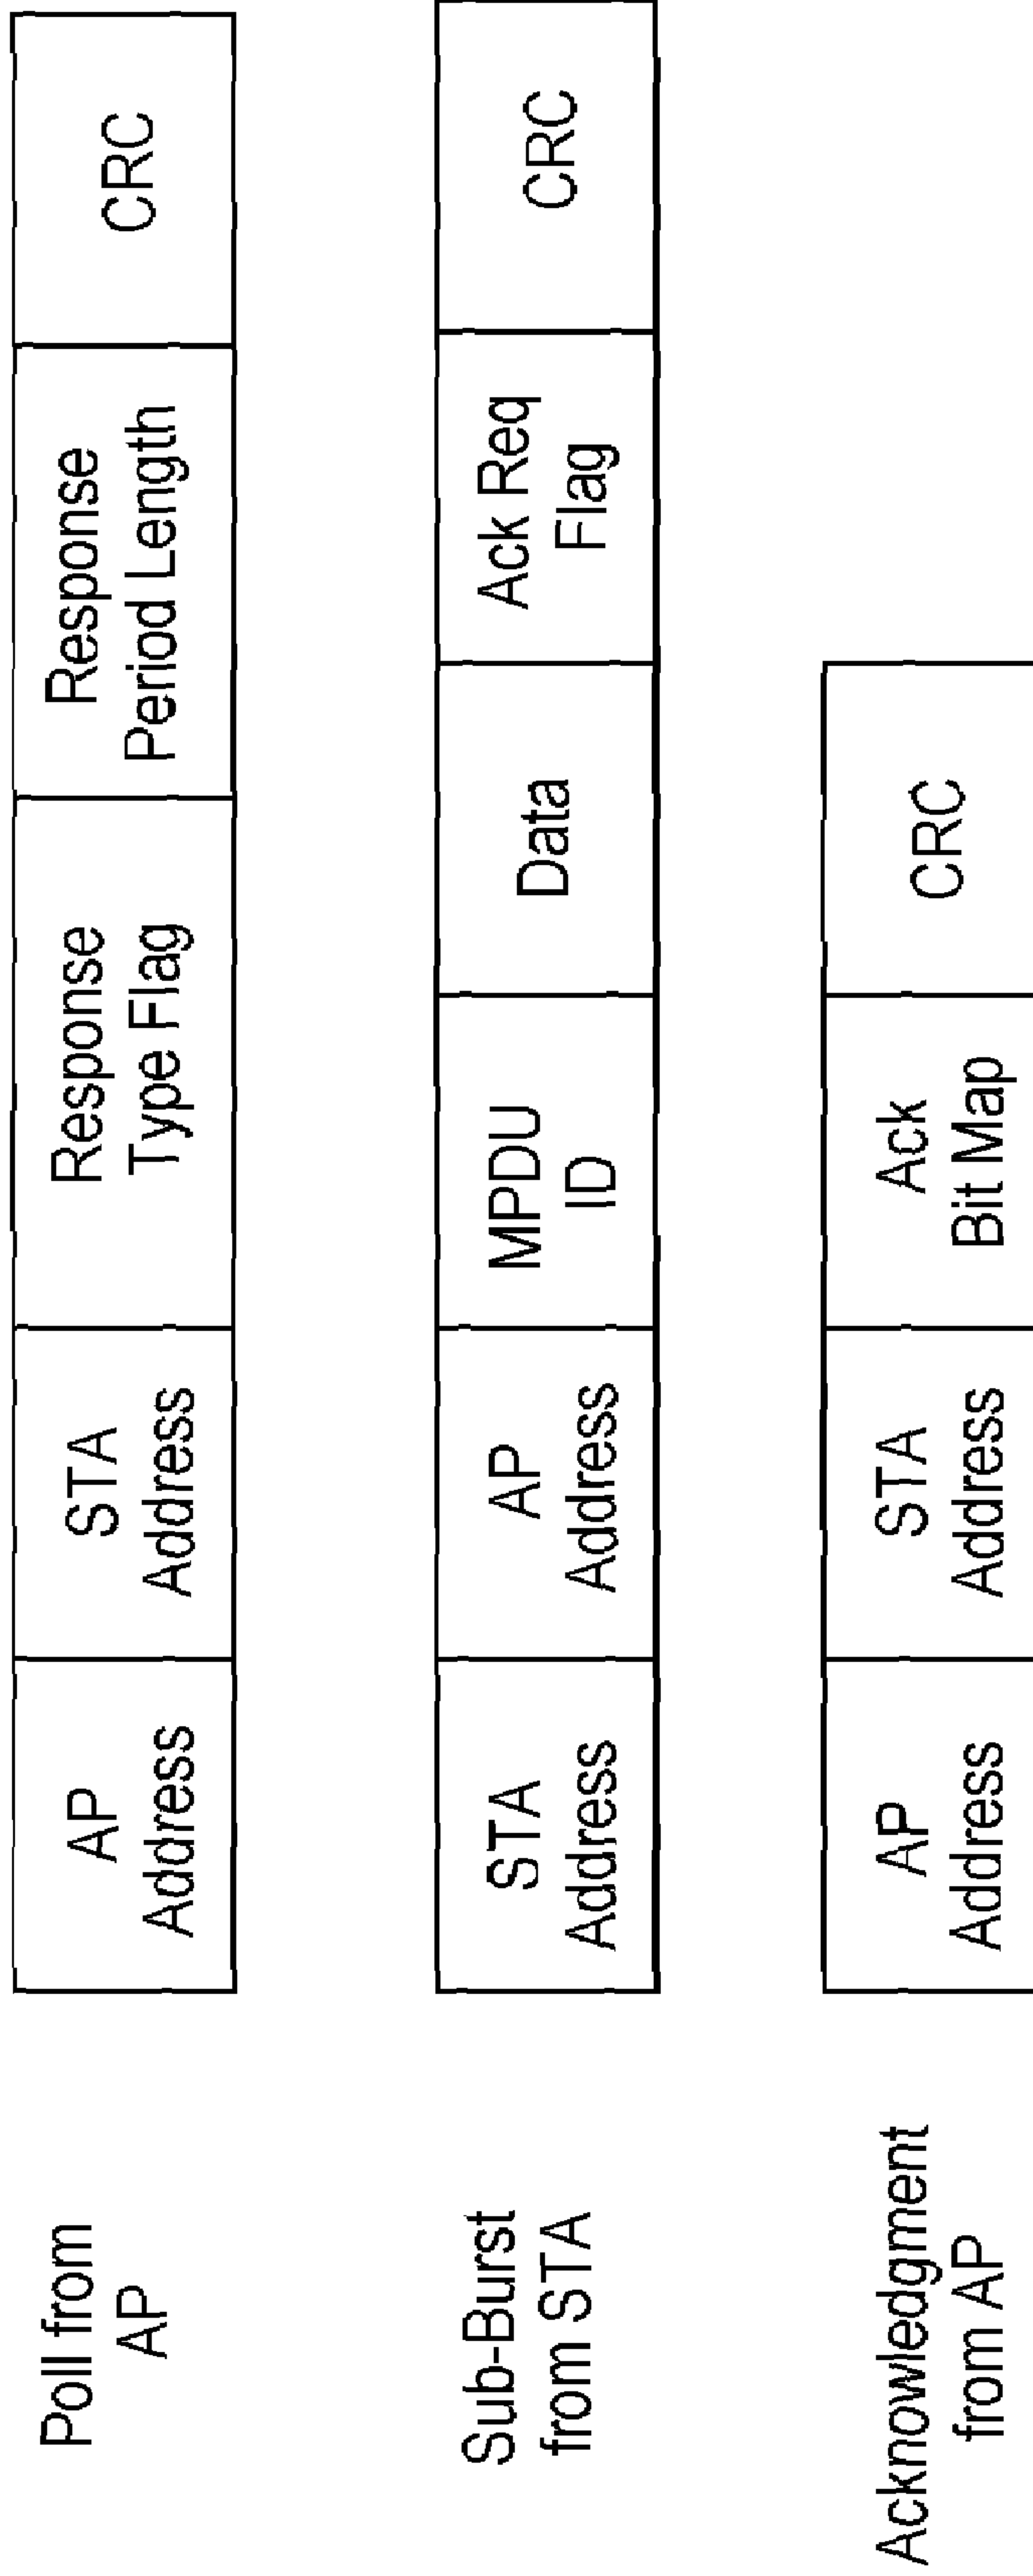 Poll from
AP
AP
Address
STA
Address
Response
Type Flag
Response
Period Length
CRC
Sub-Burst
from STA
STA
Address
AP
Address
MPDU
ID
Data
Ack Req
Flag
CRC
Acknowledgment
from AP
AP
Address
STA
Address
Ack
Bit Map
CRC